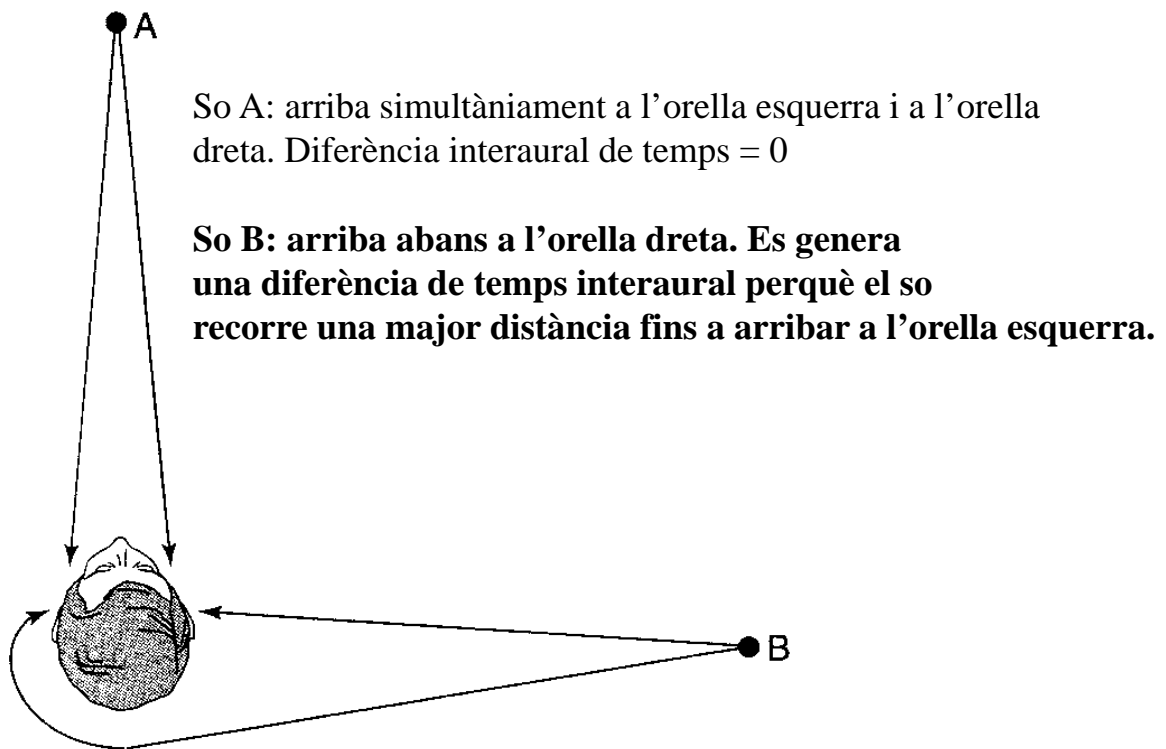 A
So A: arriba simultàniament a l’orella esquerra i a l’orella
dreta. Diferència interaural de temps = 0
So B: arriba abans a l’orella dreta. Es genera
una diferència de temps interaural perquè el so
recorre una major distància fins a arribar a l’orella esquerra.
B